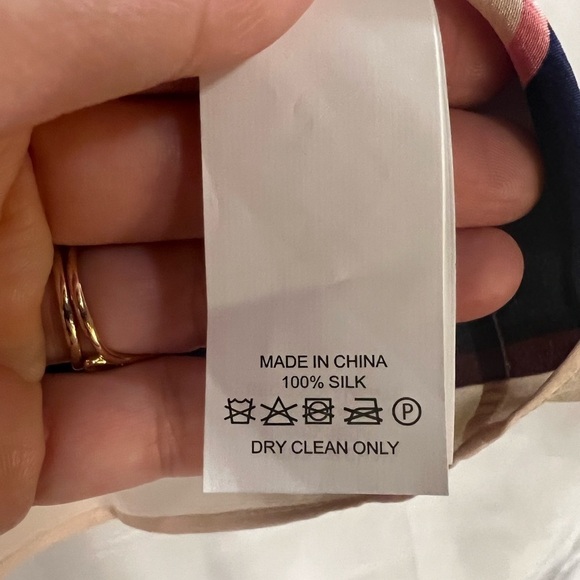 MADE IN CHINA
100% SILK
P
DRY CLEAN ONLY